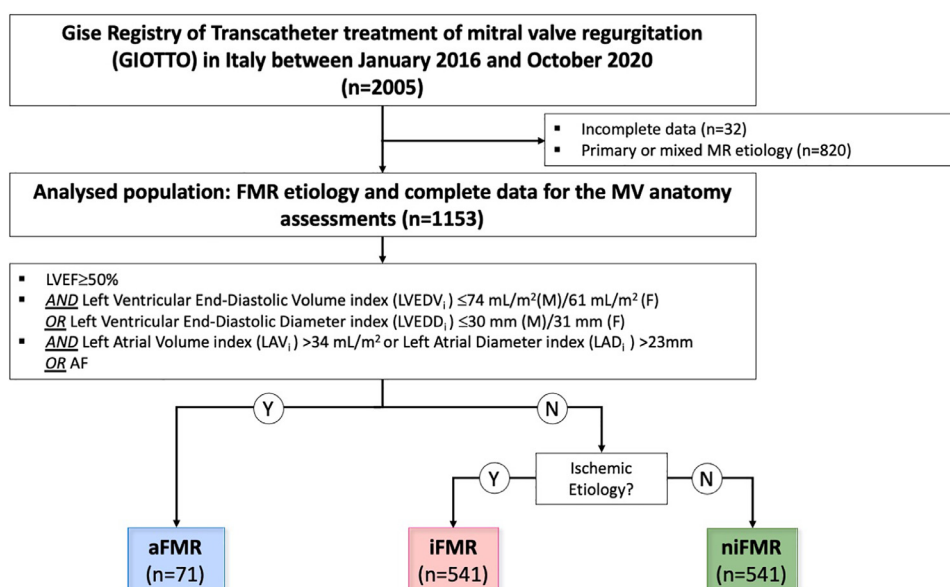 Gise Registry of Transcatheter treatment of mitral valve regurgitation
(GIOTTO) in Italy between January 2016 and October 2020
(n=2005)
▪ Incomplete data (n=32)
▪ Primary or mixed MR etiology (n=820)
Analysed population: FMR etiology and complete data for the MV anatomy
assessments (n=1153)
▪ LVEF≥50%
▪ AND Left Ventricular End-Diastolic Volume index (LVEDVi) ≤74 mL/m²(M)/61 mL/m² (F)
OR Left Ventricular End-Diastolic Diameter index (LVEDDi) ≤30 mm (M)/31 mm (F)
▪ AND Left Atrial Volume index (LAVi) >34 mL/m² or Left Atrial Diameter index (LADi) >23mm
OR AF
Y
N
Ischemic
Etiology?
Y
N
aFMR
(n=71)
iFMR
(n=541)
niFMR
(n=541)